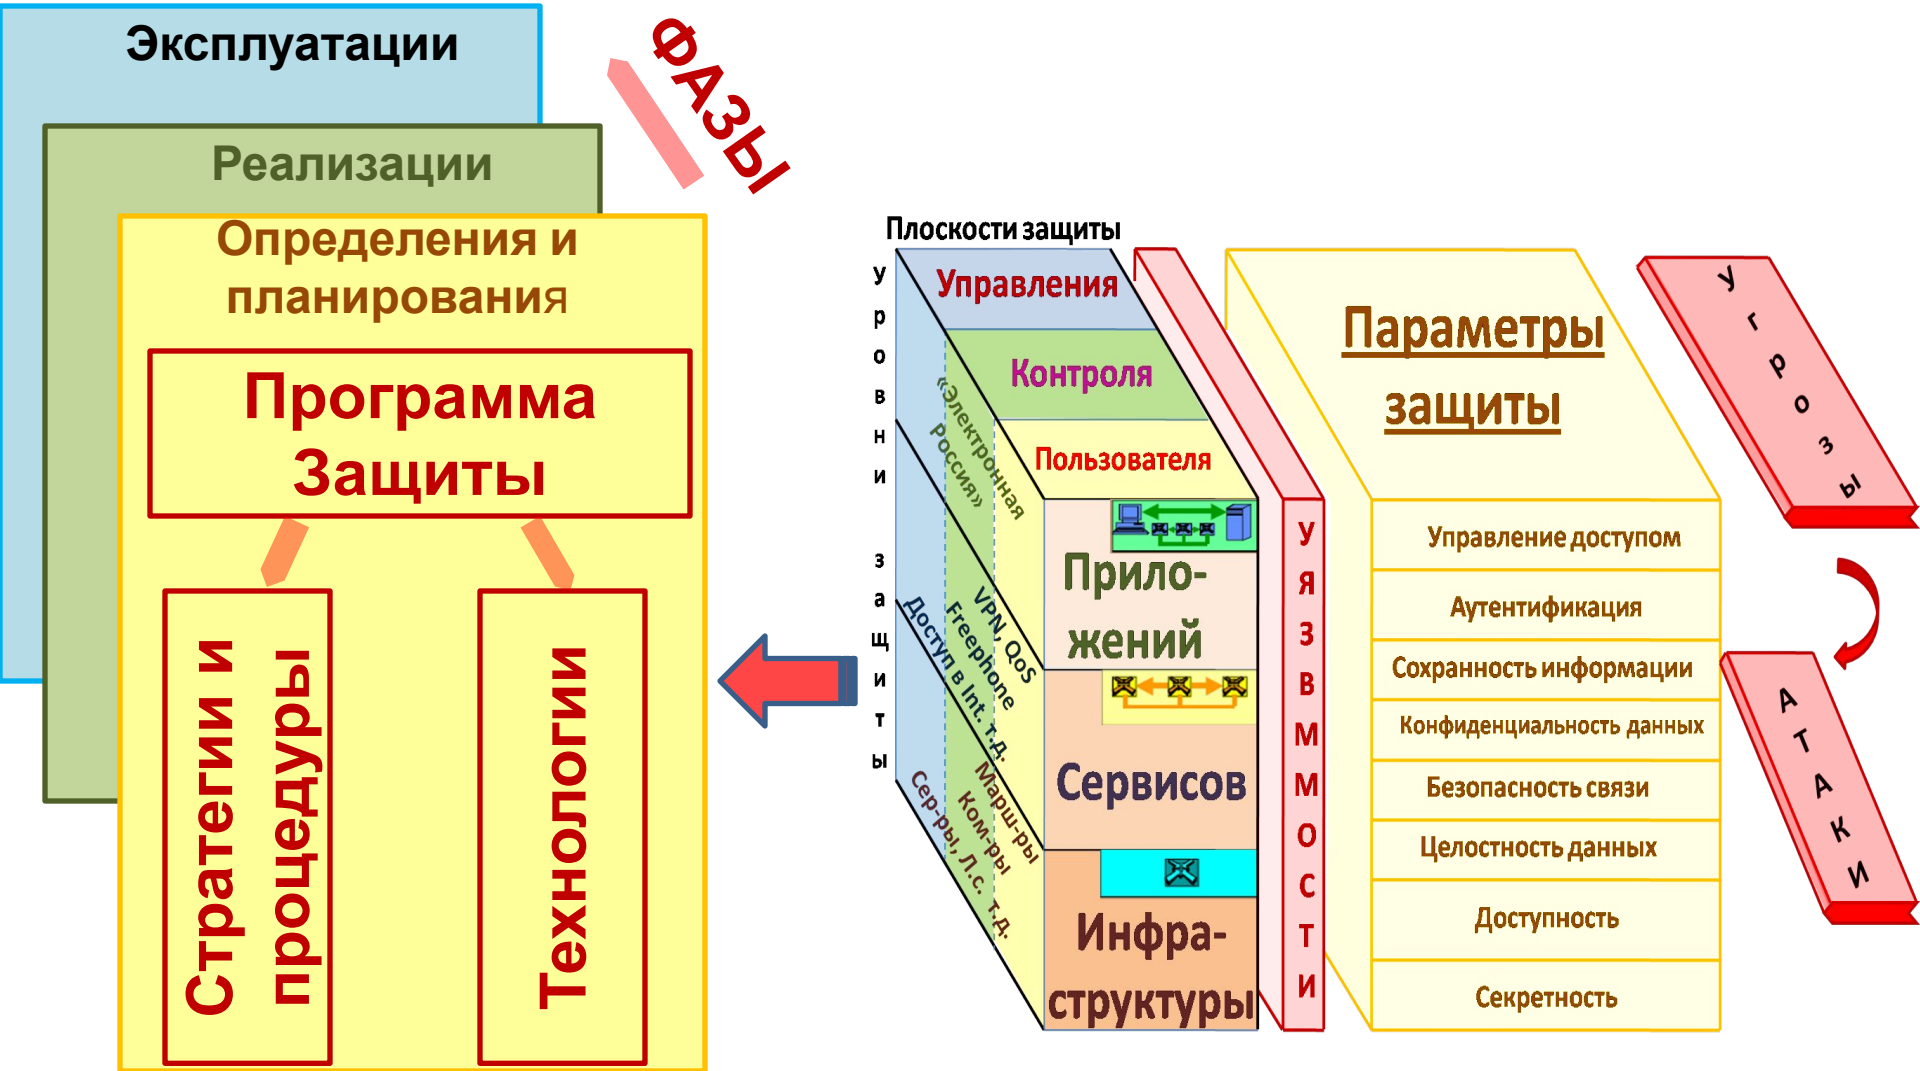 Эксплуатации
Реализации
Определения и
планирования
Программа
Защиты
Стратегии и
процедуры
Технологии
ФАЗЫ
Плоскости защиты
Уровни защиты
Управления
Контроля
Пользователя
«Электронная
Россия»
VPN, QoS
Freephone
Доступ в Int. т.д.
Марш-ры
Ком-ры
Сер-ры, Л.с. т.д.
Прило-
жений
Сервисов
Инфра-
структуры
УЯЗВММОСТИ
Параметры
защиты
Управление доступом
Аутентификация
Сохранность информации
Конфиденциальность данных
Безопасность связи
Целостность данных
Доступность
Секретность
Угрозы
АТАКИ